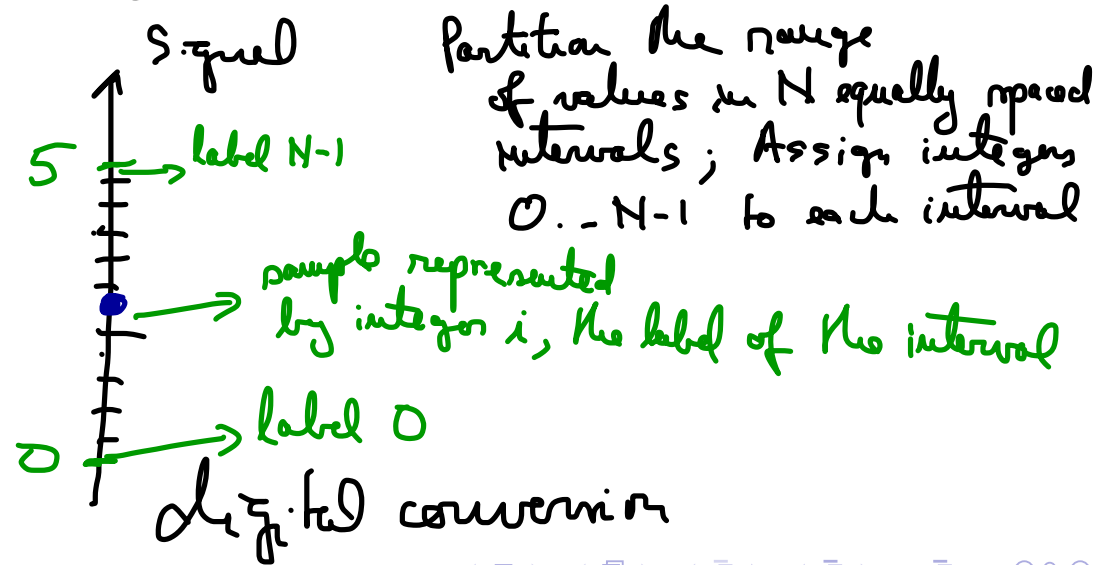 Signal
Partition the range
of values in N equally spaced
intervals; Assign integers
0..N-1 to each interval
5
label N-1
sample represented
by integer i, the label of the interval
label 0
0
digital conversion